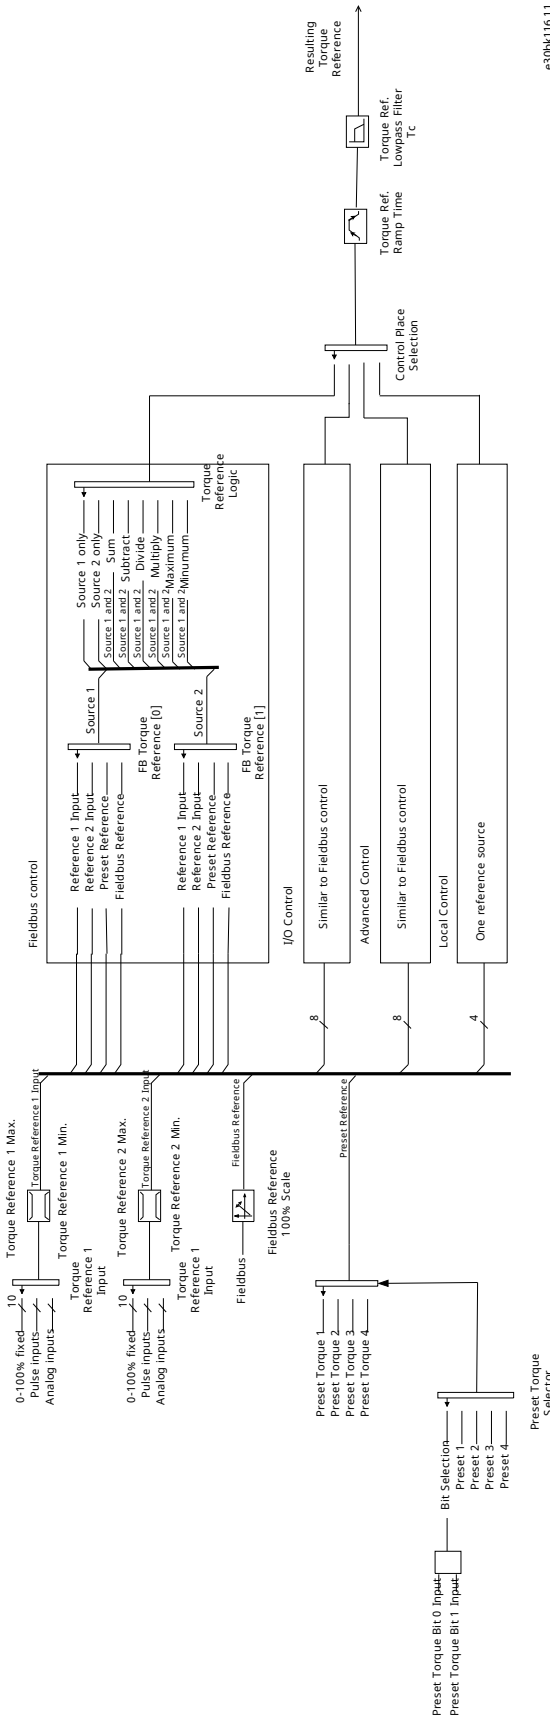 0-100% fixed
Pulse inputs
Analog inputs
10
Torque
Reference 1
Input
Torque Reference 1 Max.
Torque Reference 1 Min.
Torque Reference 1 Input
0-100% fixed
Pulse inputs
Analog inputs
10
Torque
Reference 1
Input
Torque Reference 2 Max.
Torque Reference 2 Min.
Torque Reference 2 Input
Fieldbus
Fieldbus Reference
100% Scale
Fieldbus Reference
Preset Torque 1
Preset Torque 2
Preset Torque 3
Preset Torque 4
Preset Reference
Preset Torque Bit 0 Input
Preset Torque Bit 1 Input
Bit Selection
Preset 1
Preset 2
Preset 3
Preset 4
Preset Torque
Selector
Fieldbus control
Reference 1 Input
Reference 2 Input
Preset Reference
Fieldbus Reference
FB Torque
Reference [0]
Source 1
Reference 1 Input
Reference 2 Input
Preset Reference
Fieldbus Reference
FB Torque
Reference [1]
Source 2
Source 1 only
Source 2 only
Source 1 and 2 Sum
Source 1 and 2 Subtract
Source 1 and 2 Divide
Source 1 and 2 Multiply
Source 1 and 2 Maximum
Source 1 and 2 Minumum
Torque
Reference
Logic
I/O Control
8
Similar to Fieldbus control
Advanced Control
8
Similar to Fieldbus control
Local Control
4
One reference source
Control Place
Selection
Torque Ref.
Ramp Time
Torque Ref.
Lowpass Filter
Tc
Resulting
Torque
Reference
e30bk116.11